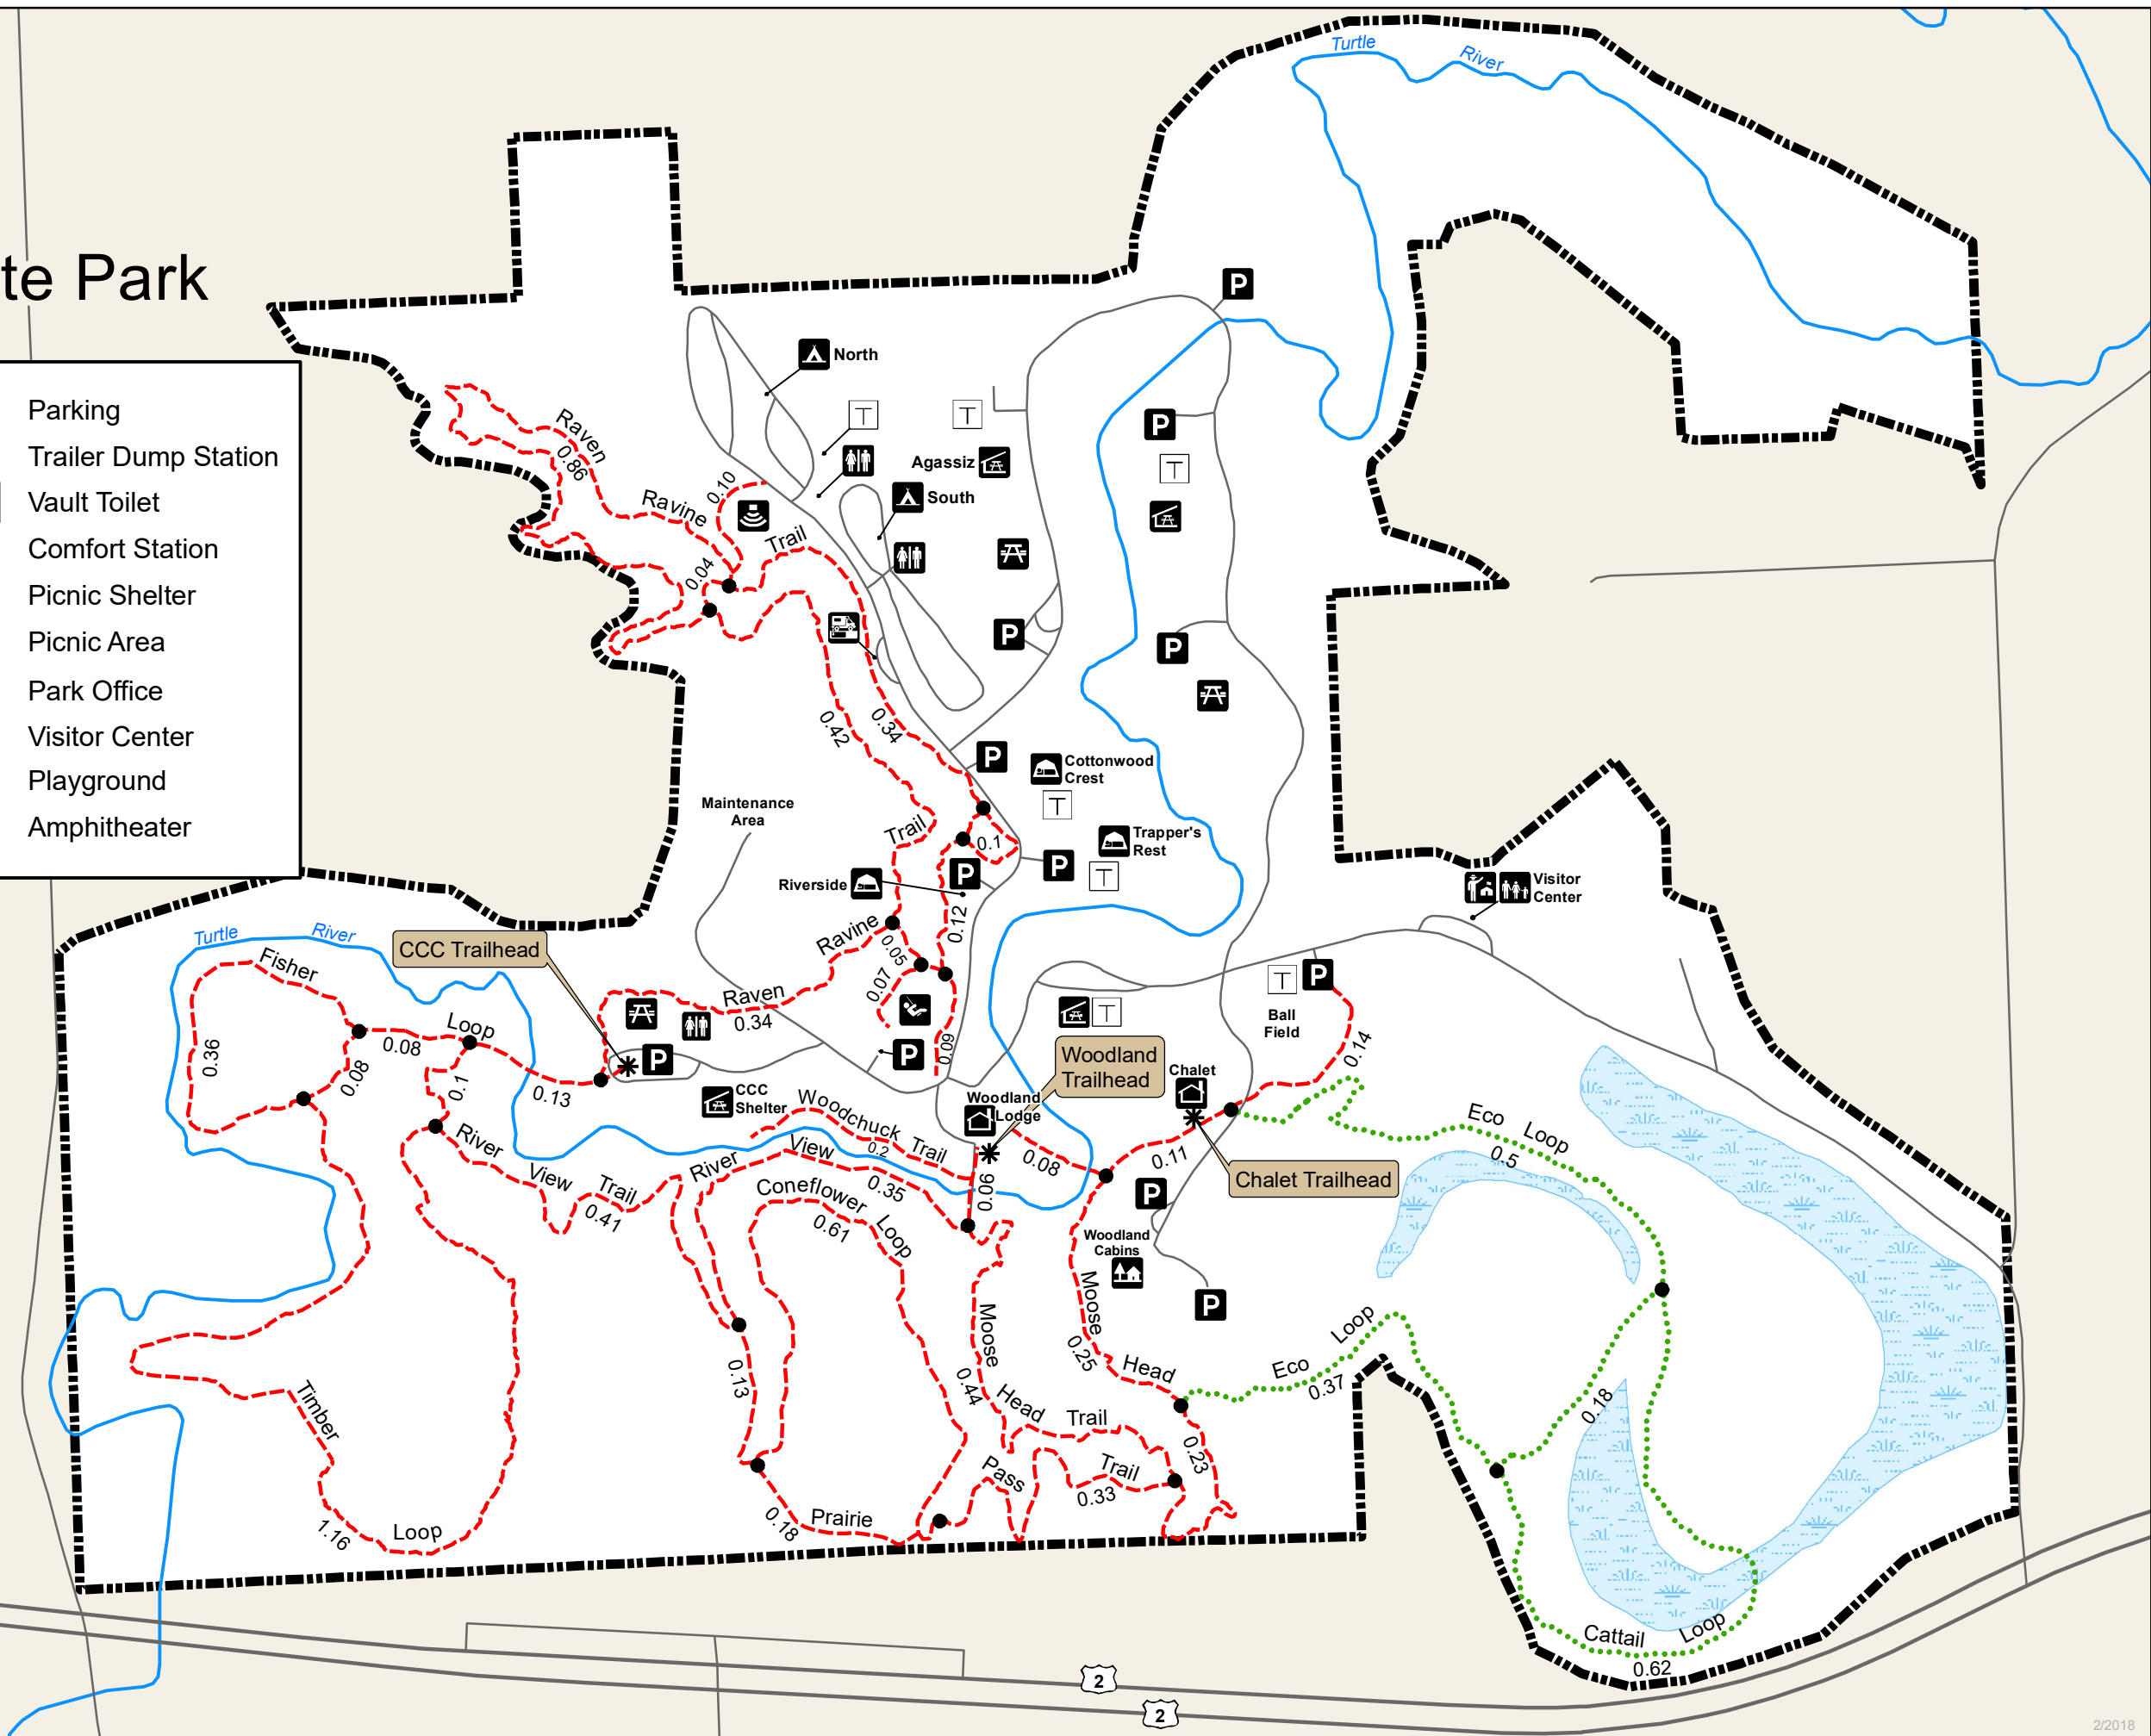 Turtle
River
te Park
North
T
T
Raven
0.86
Agassiz
South
T
Ravine
0.10
Trail
0.04
Parking
Trailer Dump Station
Vault Toilet
Comfort Station
Picnic Shelter
Picnic Area
Park Office
Visitor Center
Playground
Amphitheater
P
P
P
P
P
0.42
0.34
Cottonwood
Crest
T
Maintenance
Area
Trail
0.1
Trapper's
Rest
T
P
P
Riverside
0.12
Visitor
Center
Ravine
0.05
0.07
Turtle
River
CCC Trailhead
Fisher
Raven
0.34
0.36
0.08
Loop
0.08
0.1
0.13
P
P
0.09
T
T
P
Ball
Field
0.14
Woodland
Trailhead
Chalet
CCC
Shelter
Woodchuck
0.2
Trail
Woodland
Lodge
0.08
0.11
Chalet Trailhead
Eco
Loop
0.5
River
View
Trail
0.41
River
View
0.35
0.06
Coneflower
0.61
Loop
P
Woodland
Cabins
P
Moose
0.25
Head
Moose
0.44
Head
Trail
0.13
Eco
Loop
0.37
0.18
0.23
Timber
1.16
Loop
0.18
Prairie
Pass
Trail
0.33
Cattail
Loop
0.62
2
2
2/2018